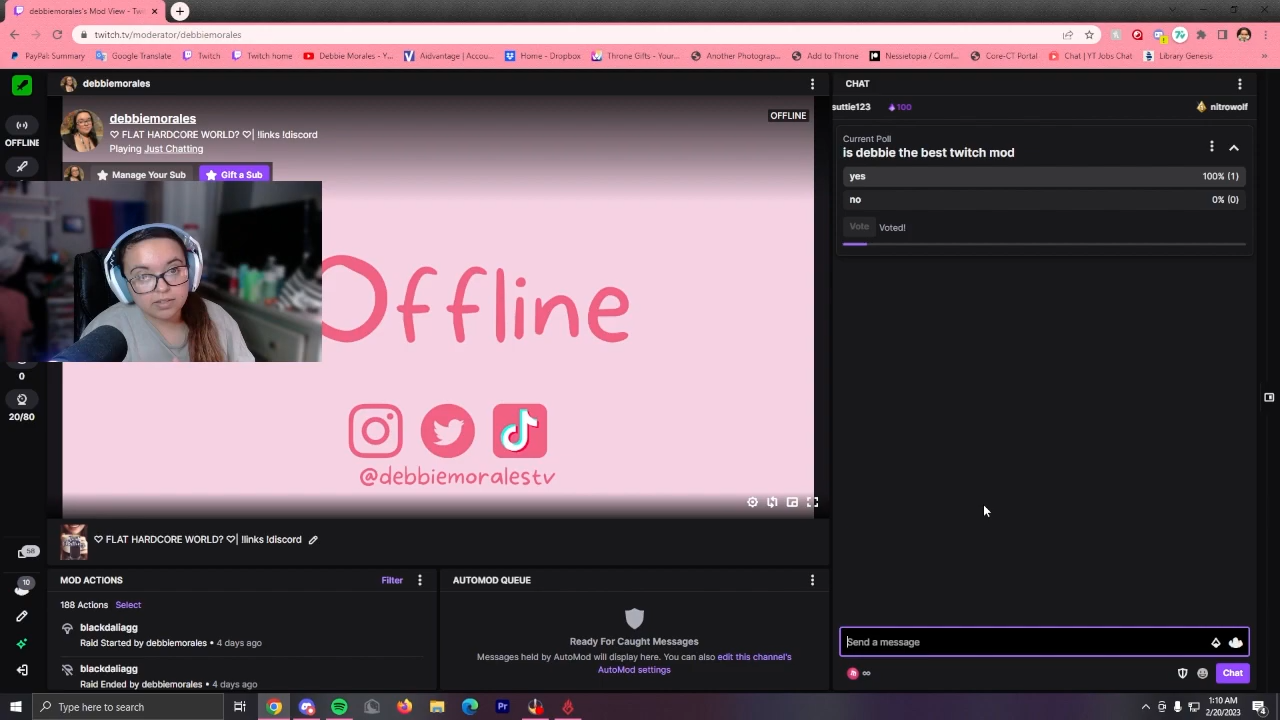 debbiemorales's Mod View - Twi
twitch.tv/moderator/debbiemorales
PayPal Summary
Google Translate
Twitch
Twitch home
Debbie Morales - Y...
Aidvantage | Accou...
Home - Dropbox
Throne Gifts - Your...
Another Photograp...
Add to Throne
Nessietopia / Comf...
Core-CT Portal
Chat | YT Jobs Chat
Library Genesis
debbiemorales
debbiemorales
♡ FLAT HARDCORE WORLD? ♡| !links !discord
Playing Just Chatting
Manage Your Sub
Gift a Sub
OFFLINE
OFFLINE
Offline
@debbiemoralestv
0
20/80
58
10
♡ FLAT HARDCORE WORLD? ♡| !links !discord
MOD ACTIONS
Filter
188 Actions Select
blackdaliagg
Raid Started by debbiemorales • 4 days ago
blackdaliagg
Raid Ended by debbiemorales • 4 days ago
AUTOMOD QUEUE
Ready For Caught Messages
Messages held by AutoMod will display here. You can also edit this channel's
AutoMod settings
CHAT
suttie123
100
nitrowolf
Current Poll
is debbie the best twitch mod
yes
100% (1)
no
0% (0)
Vote
Voted!
Send a message
Chat
Type here to search
1:10 AM
2/20/2023
4